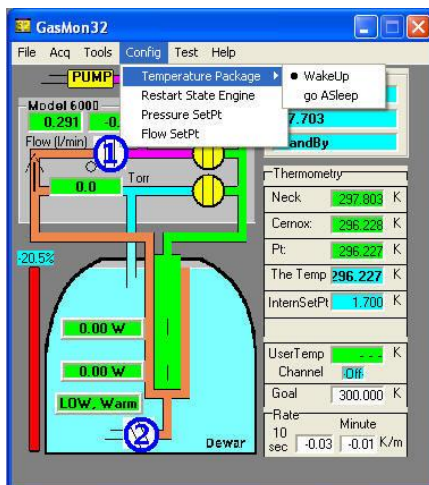 GasMon32
File Acq Tools Config Test Help
PUMP
Temperature Package
WakeUp
Restart State Engine
go ASleep
Pressure SetPt
Flow SetPt
Model 6000
0.291 -0.
7.703
Flow (l/min)
1
andBy
0.0 Torr
Thermometry
Neck 297.803 K
Cernox: 296.228 K
Pt: 296.227 K
The Temp 296.227 K
InternSetPt 1.700 K
-20.5%
0.00 W
0.00 W
LOW, Warm
2
Dewar
UserTemp - - - K
Channel Off
Goal 300.000 K
Rate
10 sec -0.03
Minute -0.01 K/m